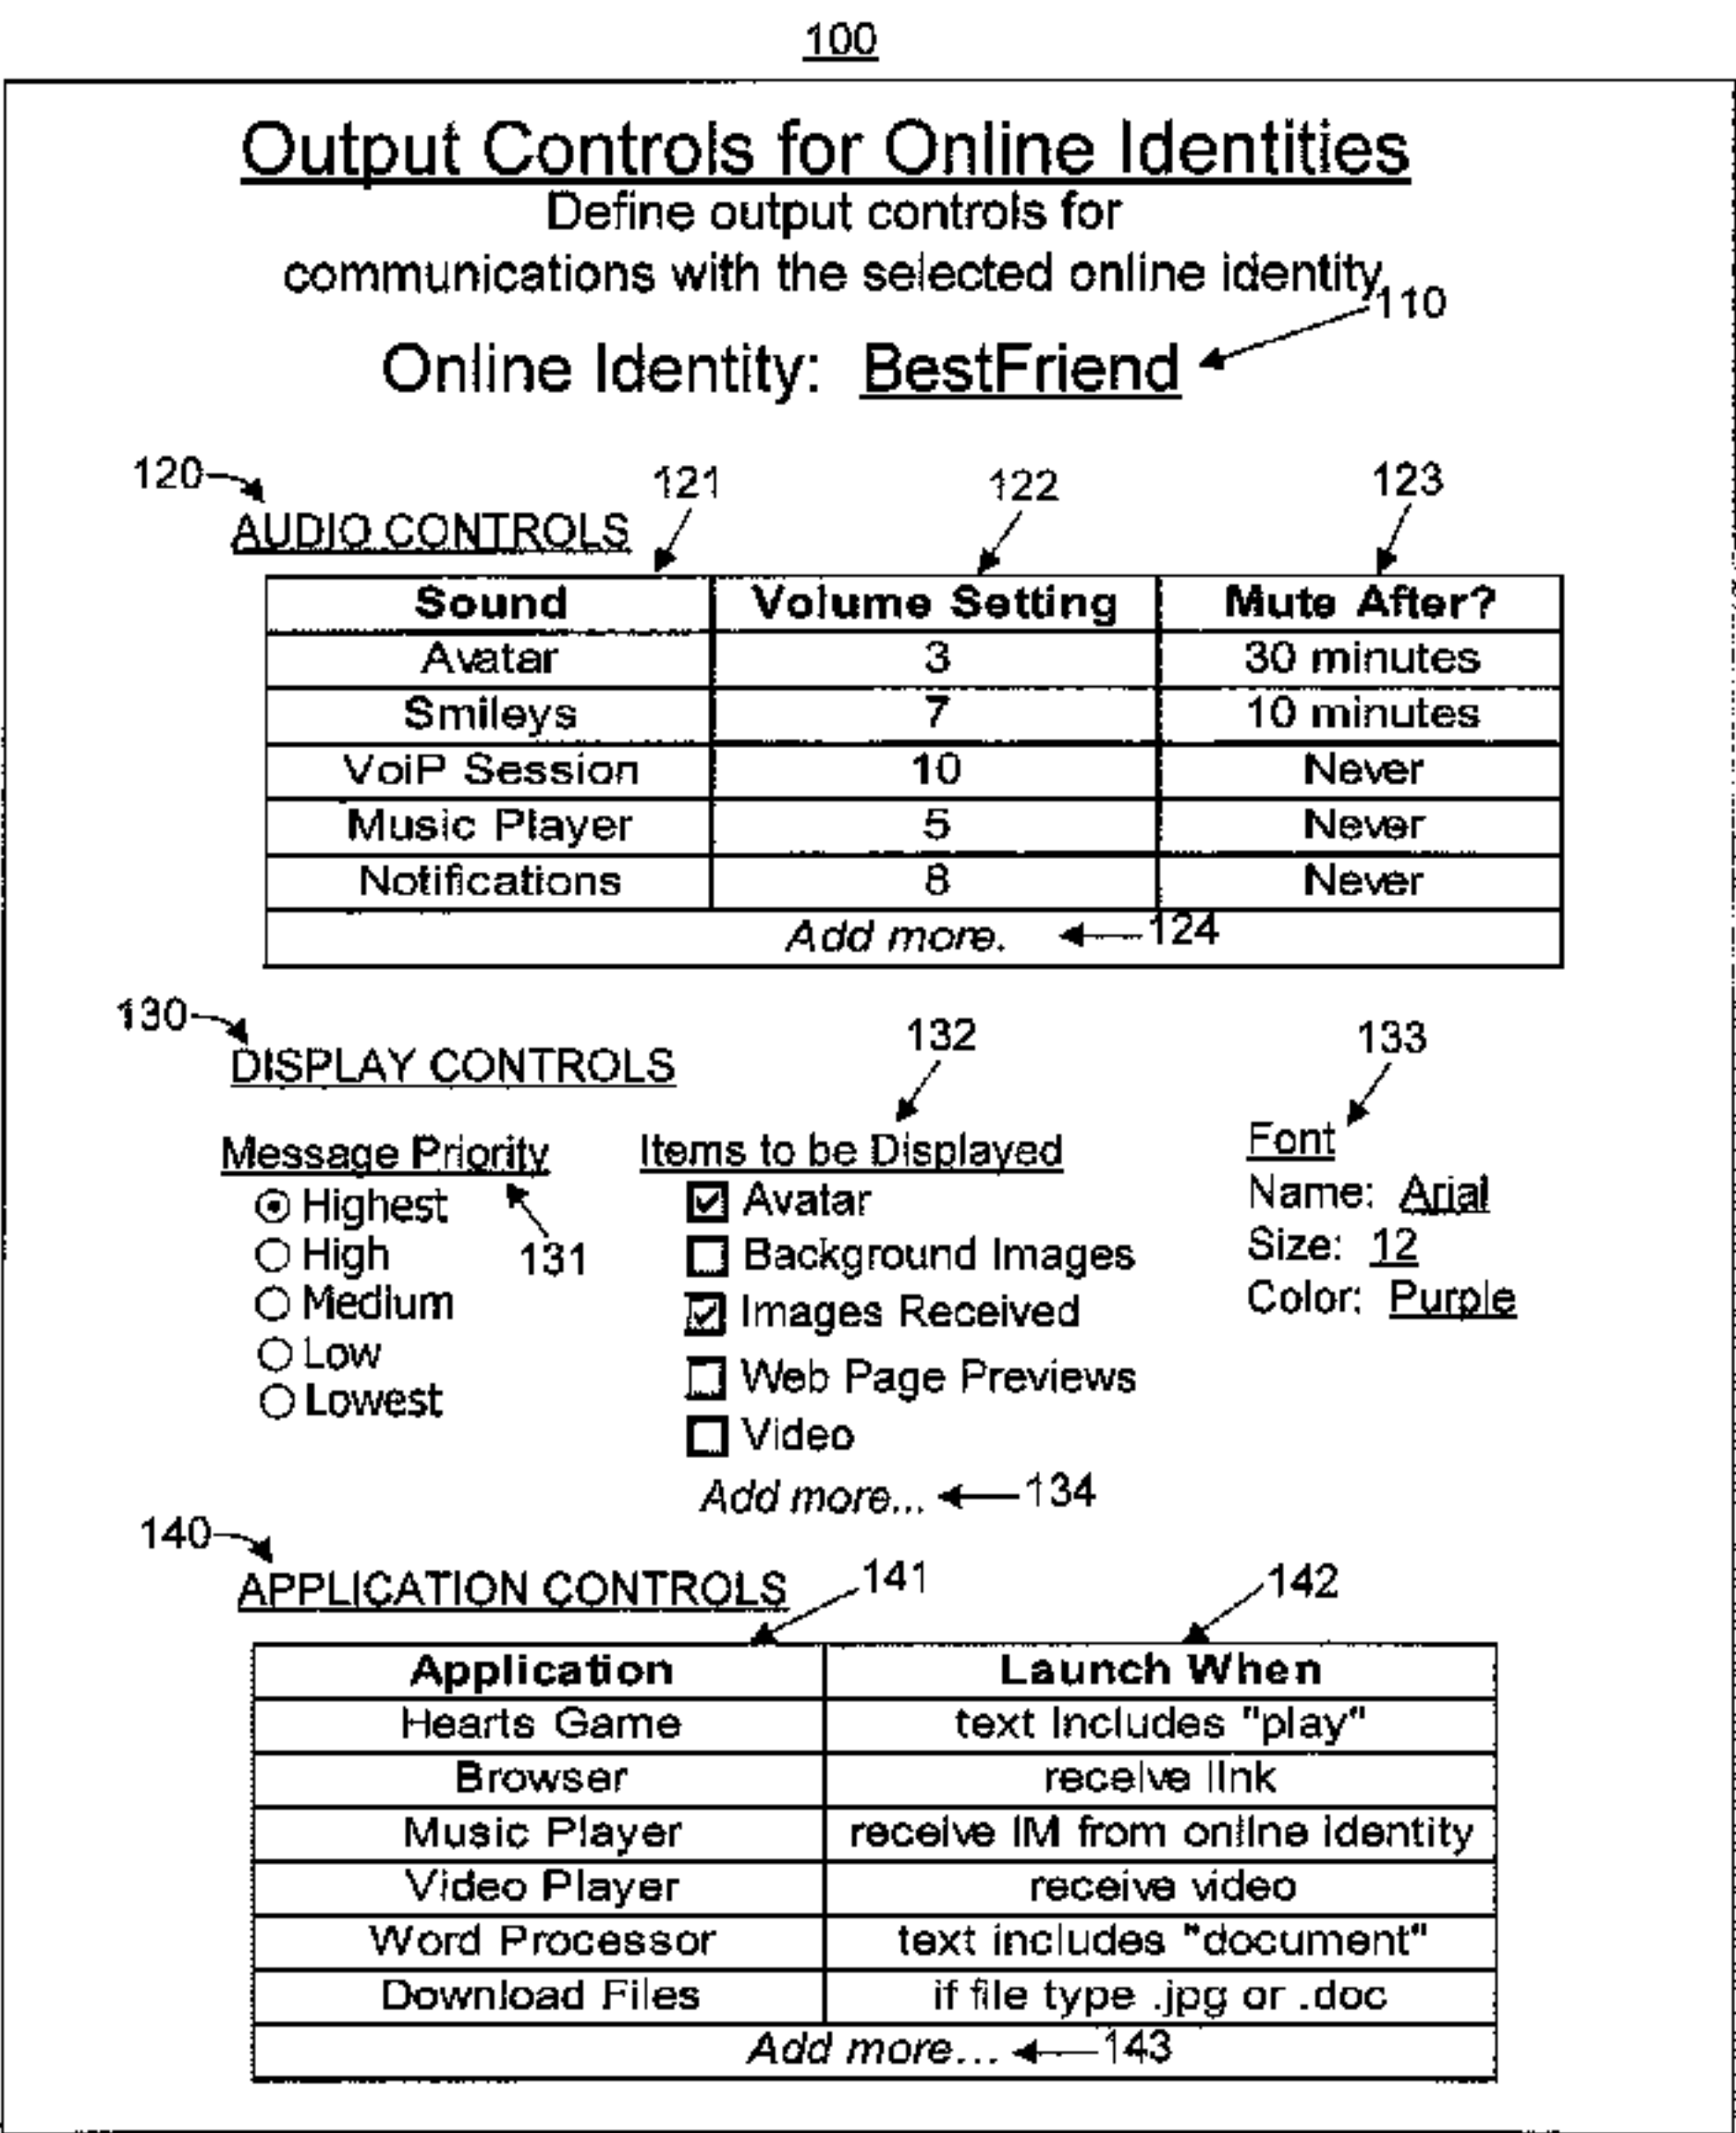 100
Output Controls for Online Identities
Define output controls for
communications with the selected online identity
110
Online Identity: BestFriend
120 121 122 123
AUDIO CONTROLS
Sound Volume Setting Mute After?
Avatar 3 30 minutes
Smileys 7 10 minutes
VoiP Session 10 Never
Music Player 5 Never
Notifications 8 Never
Add more. 124
130 132 133
DISPLAY CONTROLS
Message Priority Items to be Displayed Font
Highest Avatar Name: Arial
High 131 Background Images Size: 12
Medium Images Received Color: Purple
Low Web Page Previews
Lowest Video
Add more... 134
140 141 142
APPLICATION CONTROLS
Application Launch When
Hearts Game text includes "play"
Browser receive link
Music Player receive IM from online identity
Video Player receive video
Word Processor text includes "document"
Download Files if file type .jpg or .doc
Add more... 143